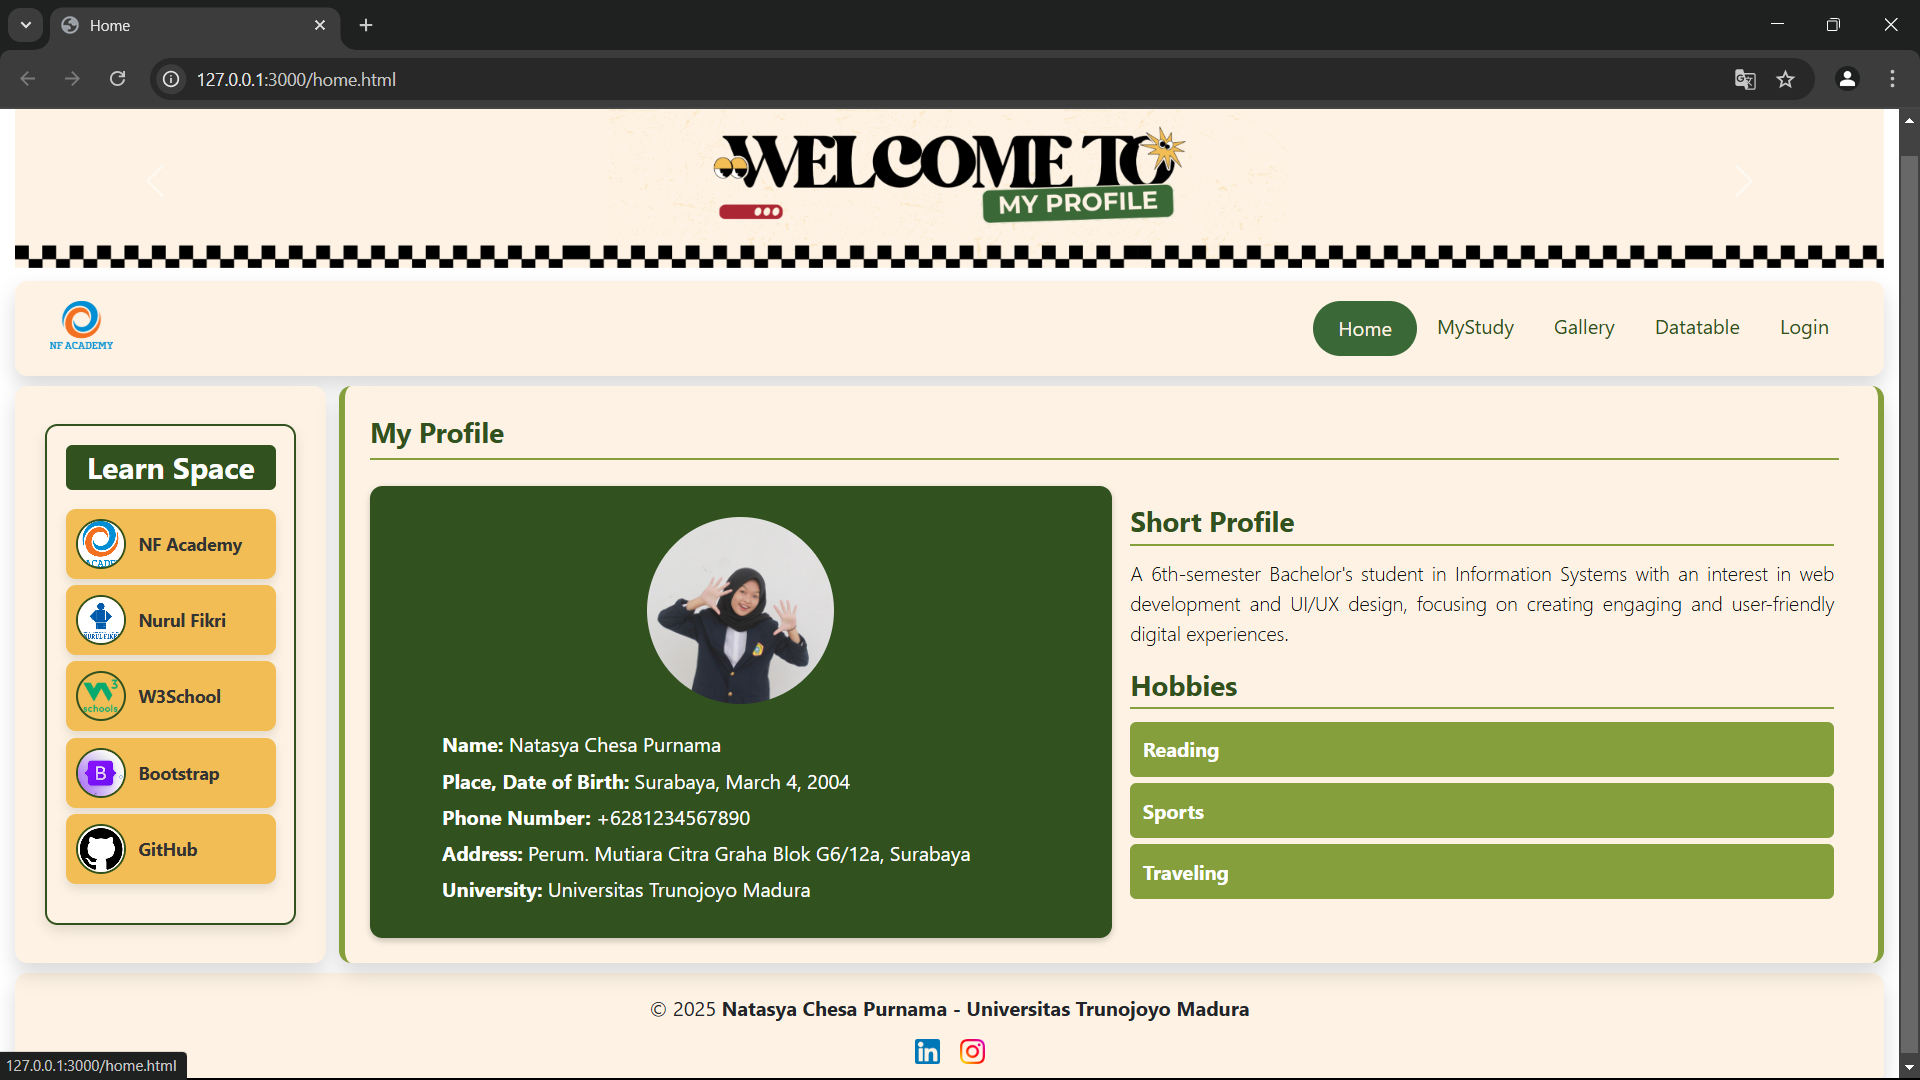 Home
127.0.0.1:3000/home.html
WELCOME TO
MY PROFILE
NF ACADEMY
Home
MyStudy
Gallery
Datatable
Login
Learn Space
NF Academy
Nurul Fikri
W3School
Bootstrap
GitHub
My Profile
Name: Natasya Chesa Purnama
Place, Date of Birth: Surabaya, March 4, 2004
Phone Number: +6281234567890
Address: Perum. Mutiara Citra Graha Blok G6/12a, Surabaya
University: Universitas Trunojoyo Madura
Short Profile
A 6th-semester Bachelor's student in Information Systems with an interest in web
development and UI/UX design, focusing on creating engaging and user-friendly
digital experiences.
Hobbies
Reading
Sports
Traveling
© 2025 Natasya Chesa Purnama - Universitas Trunojoyo Madura
127.0.0.1:3000/home.html